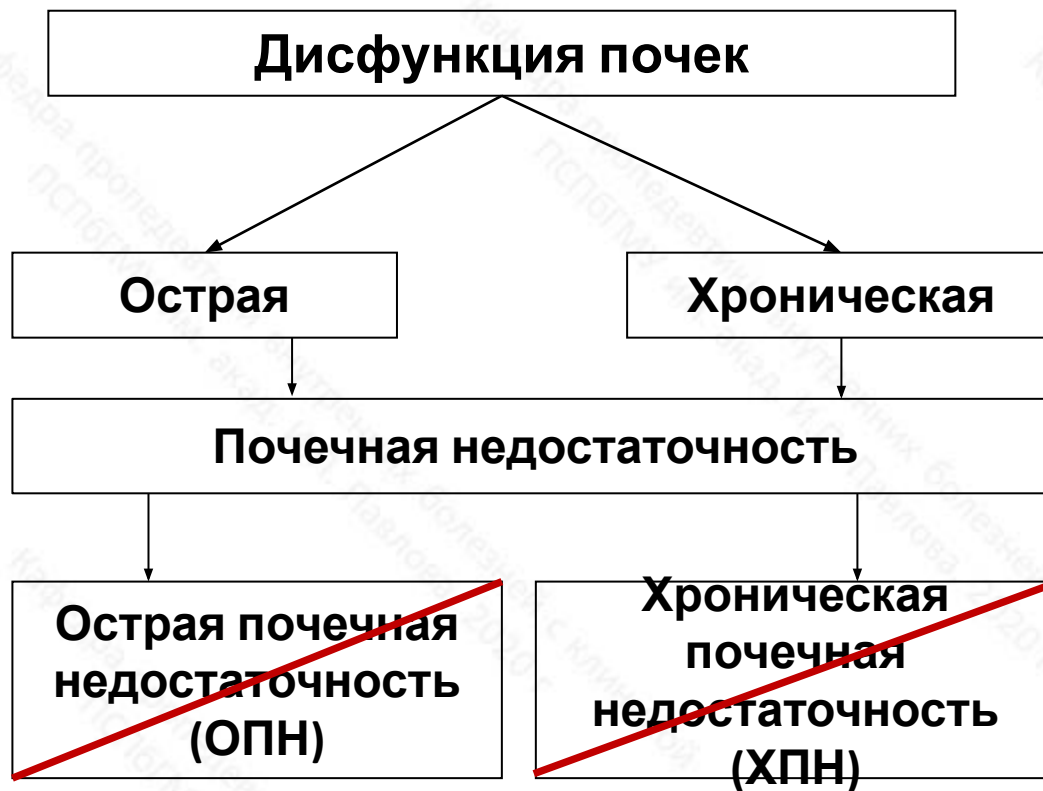 Дисфункция почек
Острая
Хроническая
Почечная недостаточность
Острая почечная
недостаточность
(ОПН)
Хроническая
почечная
недостаточность
(ХПН)